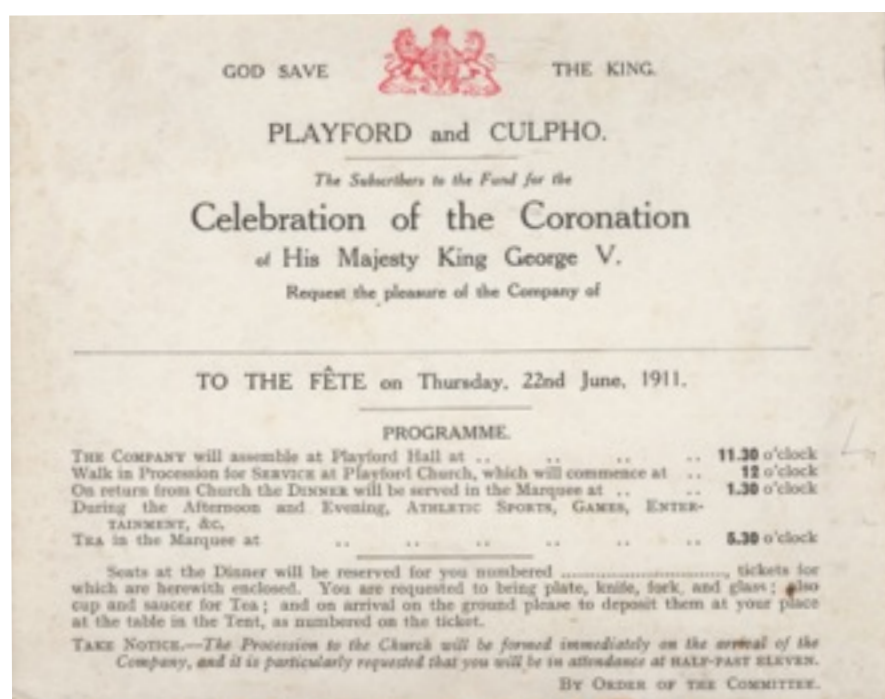 GOD SAVE THE KING.
PLAYFORD and CULPHO.
The Subscribers to the Fund for the
Celebration of the Coronation
of His Majesty King George V.
Request the pleasure of the Company of
TO THE FÊTE on Thursday, 22nd June, 1911.
PROGRAMME.
THE COMPANY will assemble at Playford Hall at .. .. .. .. 11.30 o'clock
Walk in Procession for SERVICE at Playford Church, which will commence at .. 12 o'clock
On return from Church the DINNER will be served in the Marquee at .. .. 1.30 o'clock
During the Afternoon and Evening, ATHLETIC SPORTS, GAMES, ENTER-
TAINMENT, &c.
TEA in the Marquee at .. .. .. .. .. .. 5.30 o'clock
Seats at the Dinner will be reserved for you numbered ........................, tickets for
which are herewith enclosed. You are requested to being plate, knife, fork, and glass; also
cup and saucer for Tea; and on arrival on the ground please to deposit them at your place
at the table in the Tent, as numbered on the ticket.
TAKE NOTICE.—The Procession to the Church will be formed immediately on the arrival of the
Company, and it is particularly requested that you will be in attendance at HALF-PAST ELEVEN.
BY ORDER OF THE COMMITTEE.